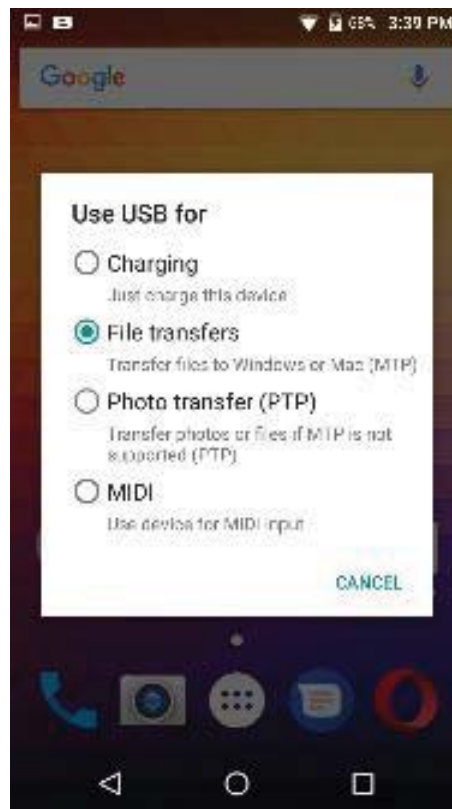 68% 3:39 PM
Google
Use USB for
Charging
Just charge this device
File transfers
Transfer files to Windows or Mac (MTP)
Photo transfer (PTP)
Transfer photos or files if MTP is not
supported (PTP)
MIDI
Use device for MIDI input
CANCEL